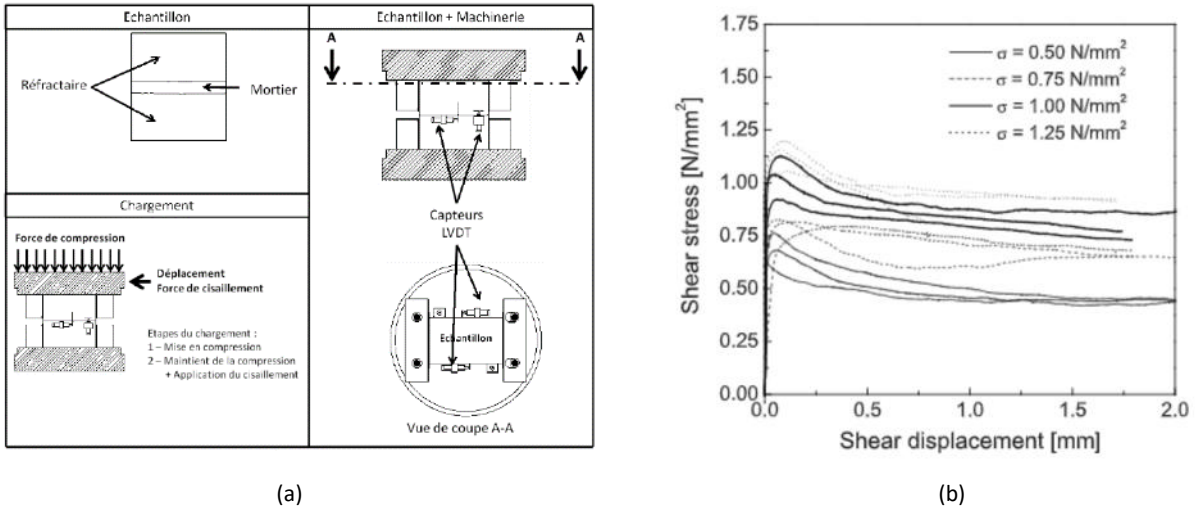 Echantillon
Réfractaire
Mortier
Echantillon + Machinerie
A
A
Capteurs
LVDT
Echantillon
Vue de coupe A-A
Chargement
Force de compression
Déplacement
Force de cisaillement
Etapes du chargement :
1 – Mise en compression
2 – Maintient de la compression
+ Application du cisaillement
(a)
Shear stress [N/mm²]
1.75
1.50
1.25
1.00
0.75
0.50
0.25
0.00
σ = 0.50 N/mm²
σ = 0.75 N/mm²
σ = 1.00 N/mm²
σ = 1.25 N/mm²
0.0
0.5
1.0
1.5
2.0
Shear displacement [mm]
(b)